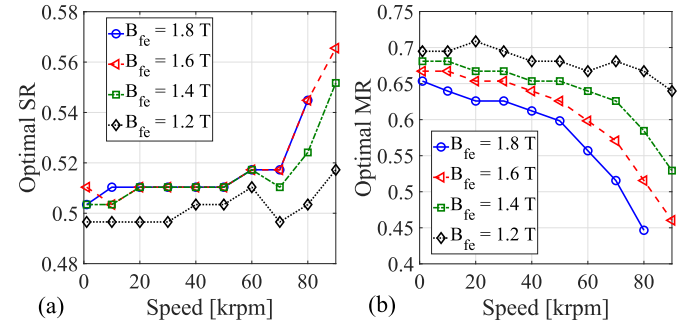 0.58
0.56
0.54
0.52
0.5
0.48
Optimal SR
B_fe = 1.8 T
B_fe = 1.6 T
B_fe = 1.4 T
B_fe = 1.2 T
0 20 40 60 80
Speed [krpm]
(a)
0.75
0.7
0.65
0.6
0.55
0.5
0.45
0.4
Optimal MR
B_fe = 1.8 T
B_fe = 1.6 T
B_fe = 1.4 T
B_fe = 1.2 T
0 20 40 60 80
Speed [krpm]
(b)